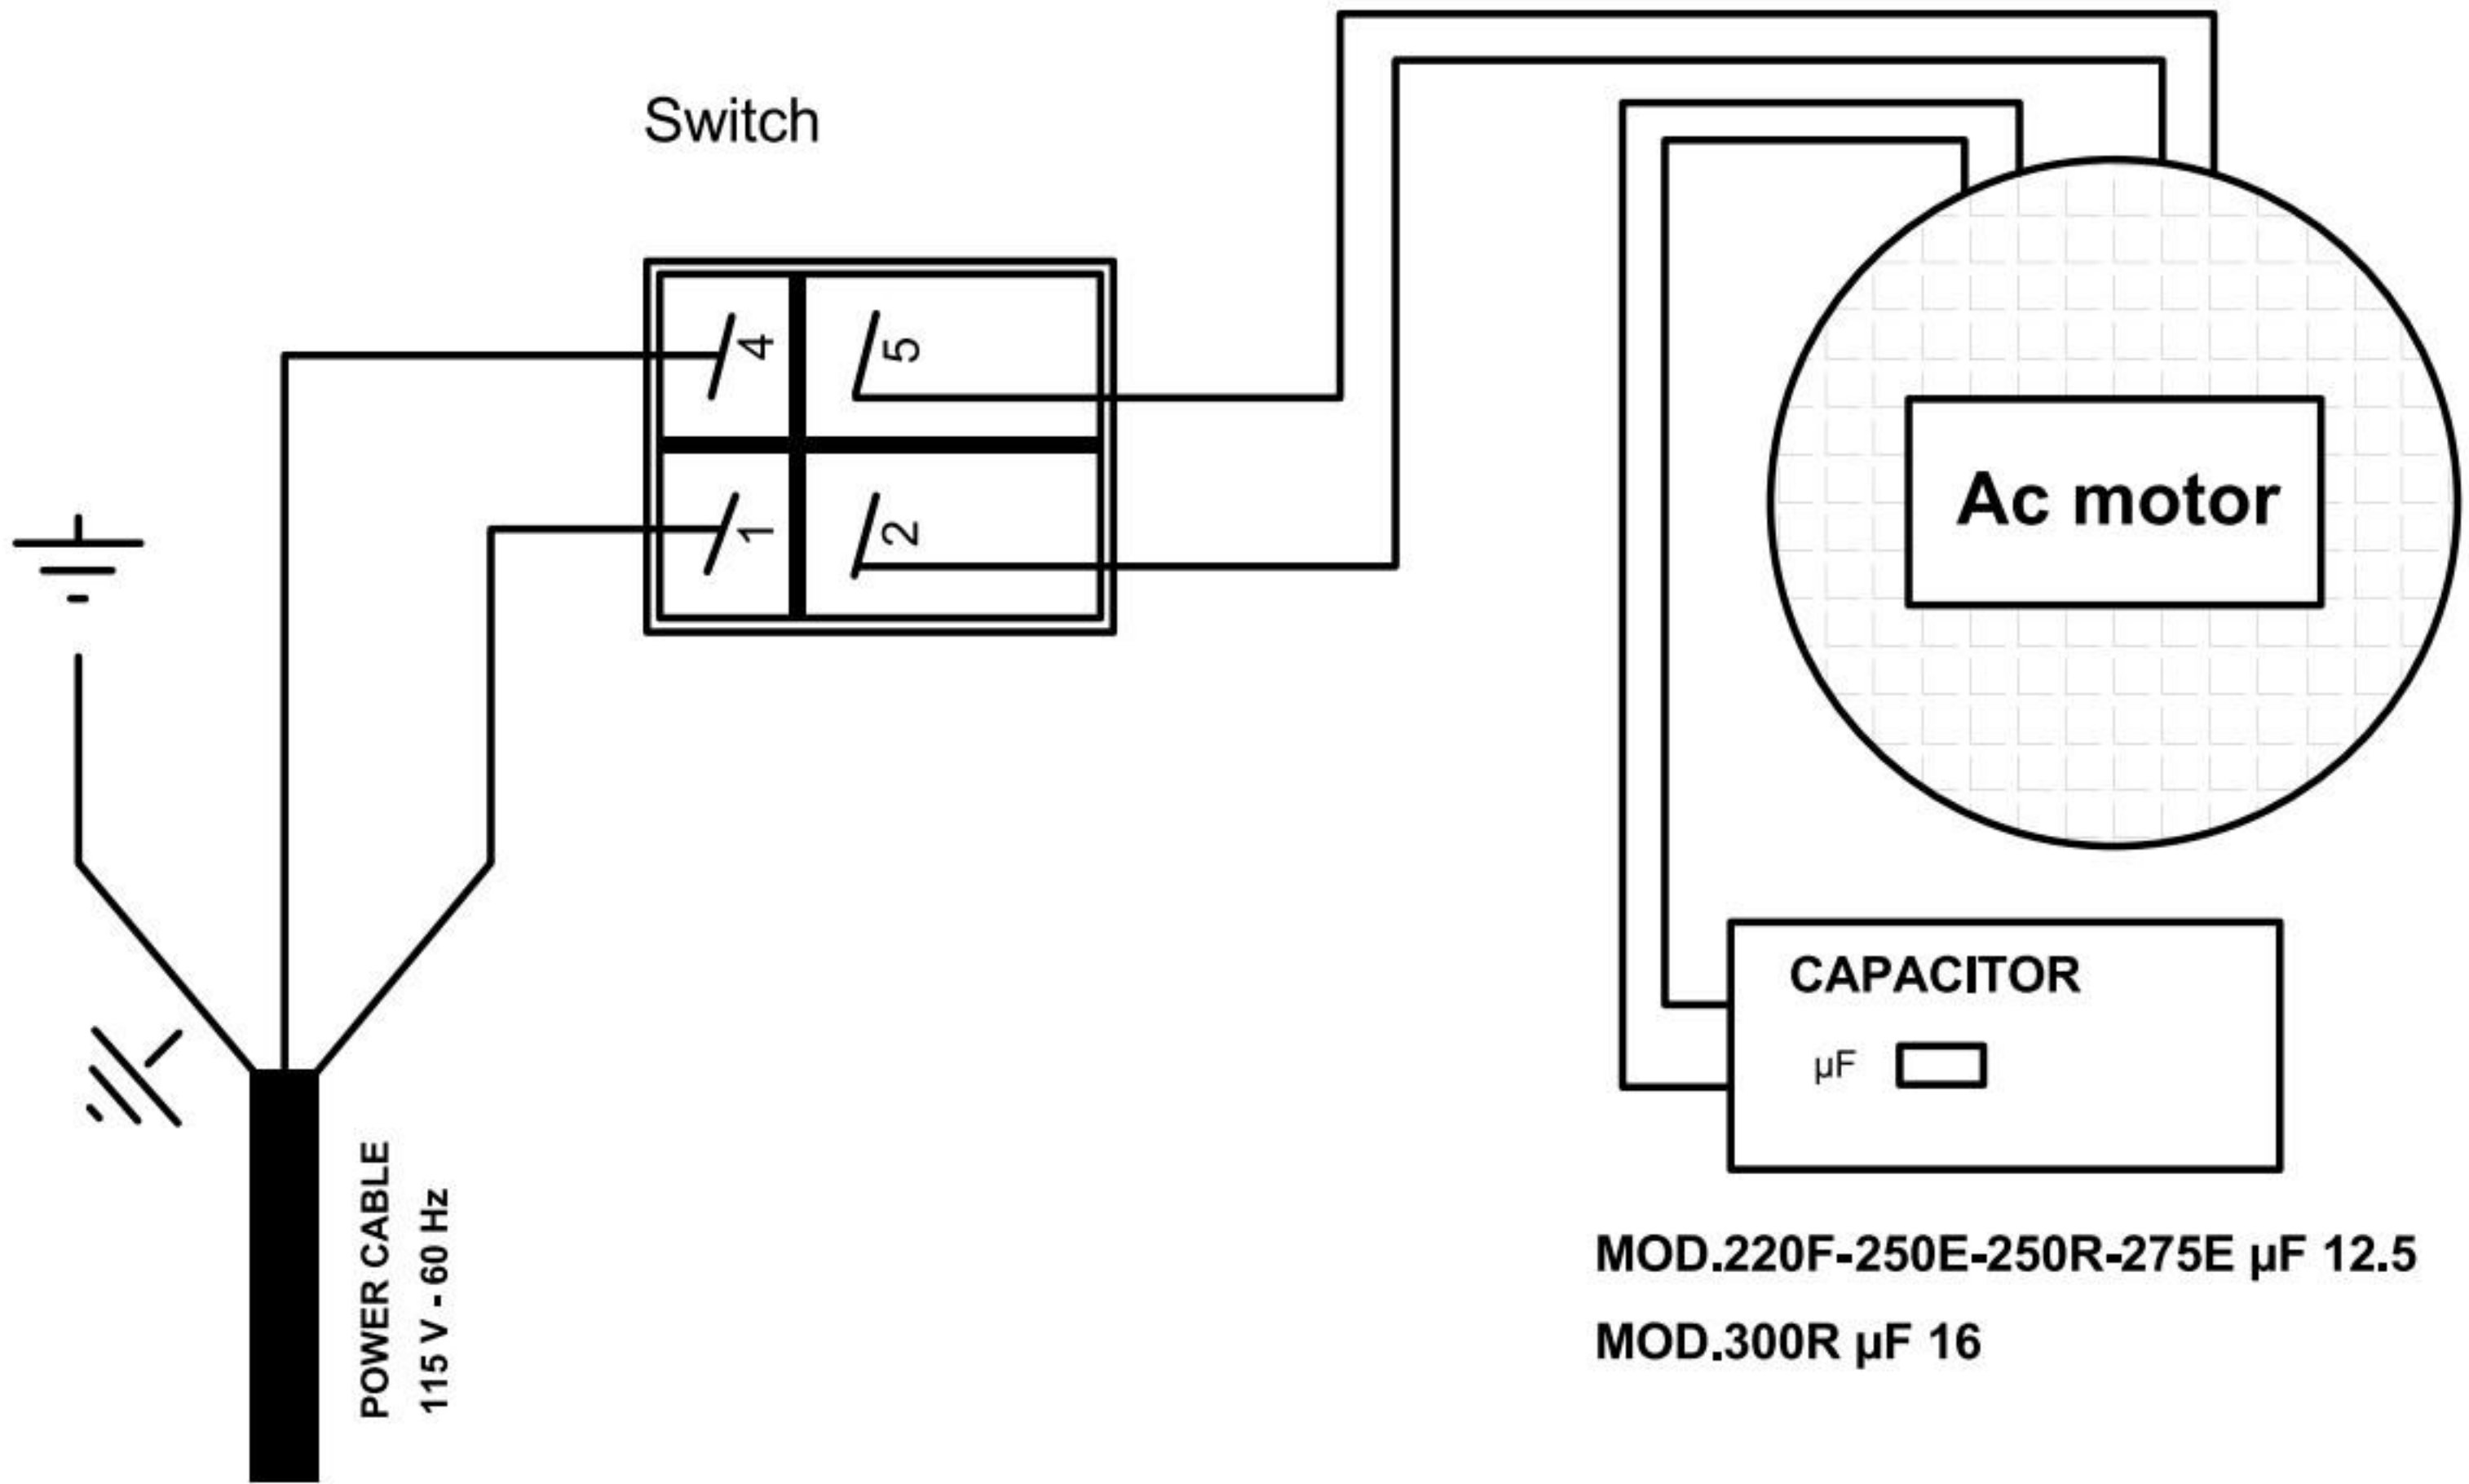 Switch
4
5
1
2
Ac motor
CAPACITOR
µF
POWER CABLE
115 V - 60 Hz
MOD.220F-250E-250R-275E µF 12.5
MOD.300R µF 16